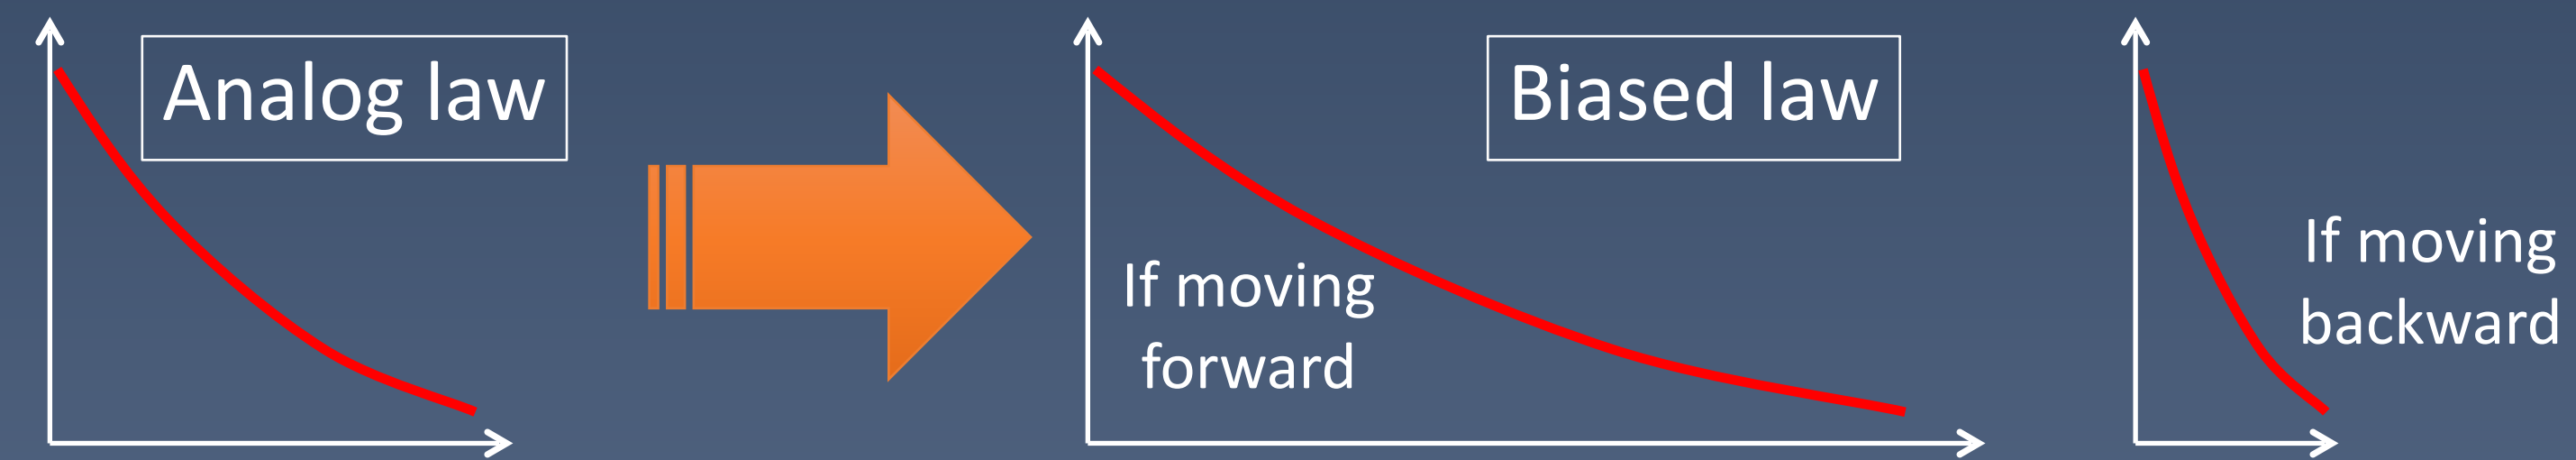 Analog law
Biased law
If moving
forward
If moving
backward